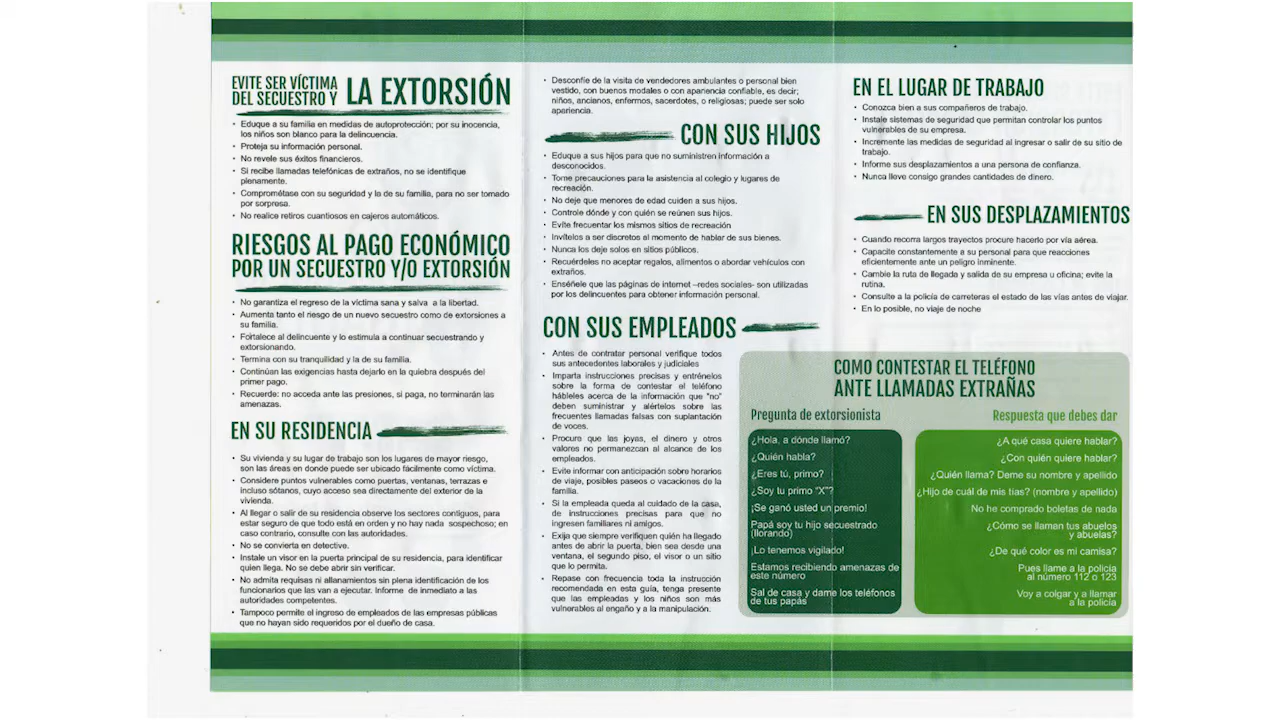 EVITE SER VÍCTIMA
DEL SECUESTRO Y LA EXTORSIÓN
• Eduque a su familia en medidas de autoprotección; por su inocencia,
los niños son blanco para la delincuencia.
• Proteja su información personal.
• No revele sus éxitos financieros.
• Si recibe llamadas telefónicas de extraños, no se identifique
plenamente.
• Comprométase con su seguridad y la de su familia, para no ser tomado
por sorpresa.
• No realice retiros cuantiosos en cajeros automáticos.
RIESGOS AL PAGO ECONÓMICO
POR UN SECUESTRO Y/O EXTORSIÓN
• No garantiza el regreso de la víctima sana y salva a la libertad.
• Aumenta tanto el riesgo de un nuevo secuestro como de extorsiones a
su familia.
• Fortalece al delincuente y lo estimula a continuar secuestrando y
extorsionando.
• Termina con su tranquilidad y la de su familia.
• Continúan las exigencias hasta dejarlo en la quiebra después del
primer pago.
• Recuerde: no acceda ante las presiones, si paga, no terminarán las
amenazas.
EN SU RESIDENCIA
• Su vivienda y su lugar de trabajo son los lugares de mayor riesgo,
son las áreas en donde puede ser ubicado fácilmente como víctima.
• Considere puntos vulnerables como puertas, ventanas, terrazas e
incluso sótanos, cuyo acceso sea directamente del exterior de la
vivienda.
• Al llegar o salir de su residencia observe los sectores contiguos, para
estar seguro de que todo está en orden y no hay nada sospechoso; en
caso contrario, consulte con las autoridades.
• No se convierta en detective.
• Instale un visor en la puerta principal de su residencia, para identificar
quien llega. No se debe abrir sin verificar.
• No admita requisas ni allanamientos sin plena identificación de los
funcionarios que las van a ejecutar. Informe de inmediato a las
autoridades competentes.
• Tampoco permite el ingreso de empleados de las empresas públicas
que no hayan sido requeridos por el dueño de casa.
• Desconfíe de la visita de vendedores ambulantes o personal bien
vestido, con buenos modales o con apariencia confiable, es decir;
niños, ancianos, enfermos, sacerdotes, o religiosas; puede ser solo
apariencia.
CON SUS HIJOS
• Eduque a sus hijos para que no suministren información a
desconocidos.
• Tome precauciones para la asistencia al colegio y lugares de
recreación.
• No deje que menores de edad cuiden a sus hijos.
• Controle dónde y con quién se reúnen sus hijos.
• Evite frecuentar los mismos sitios de recreación
• Invítelos a ser discretos al momento de hablar de sus bienes.
• Nunca los deje solos en sitios públicos.
• Recuérdeles no aceptar regalos, alimentos o abordar vehículos con
extraños.
• Enséñele que las páginas de internet –redes sociales- son utilizadas
por los delincuentes para obtener información personal.
CON SUS EMPLEADOS
• Antes de contratar personal verifique todos
sus antecedentes laborales y judiciales
• Imparta instrucciones precisas y entrénelos
sobre la forma de contestar el teléfono
hábleles acerca de la información que "no"
deben suministrar y alértelos sobre las
frecuentes llamadas falsas con suplantación
de voces.
• Procure que las joyas, el dinero y otros
valores no permanezcan al alcance de los
empleados.
• Evite informar con anticipación sobre horarios
de viaje, posibles paseos o vacaciones de la
familia.
• Si la empleada queda al cuidado de la casa,
de instrucciones precisas para que no
ingresen familiares ni amigos.
• Exija que siempre verifiquen quién ha llegado
antes de abrir la puerta, bien sea desde una
ventana, el segundo piso, el visor o un sitio
que lo permita.
• Repase con frecuencia toda la instrucción
recomendada en esta guía, tenga presente
que las empleadas y los niños son más
vulnerables al engaño y a la manipulación.
EN EL LUGAR DE TRABAJO
• Conozca bien a sus compañeros de trabajo.
• Instale sistemas de seguridad que permitan controlar los puntos
vulnerables de su empresa.
• Incremente las medidas de seguridad al ingresar o salir de su sitio de
trabajo.
• Informe sus desplazamientos a una persona de confianza.
• Nunca lleve consigo grandes cantidades de dinero.
EN SUS DESPLAZAMIENTOS
• Cuando recorra largos trayectos procure hacerlo por vía aérea.
• Capacite constantemente a su personal para que reacciones
eficientemente ante un peligro inminente.
• Cambie la ruta de llegada y salida de su empresa u oficina; evite la
rutina.
• Consulte a la policía de carreteras el estado de las vías antes de viajar.
• En lo posible, no viaje de noche
COMO CONTESTAR EL TELÉFONO
ANTE LLAMADAS EXTRAÑAS
Pregunta de extorsionista
¿Hola, a dónde llamó?
¿Quién habla?
¿Eres tú, primo?
¿Soy tu primo "X"?
¡Se ganó usted un premio!
Papá soy tu hijo secuestrado
(llorando)
¡Lo tenemos vigilado!
Estamos recibiendo amenazas de
este número
Sal de casa y dame los teléfonos
de tus papás
Respuesta que debes dar
¿A qué casa quiere hablar?
¿Con quién quiere hablar?
¿Quién llama? Deme su nombre y apellido
¿Hijo de cuál de mis tías? (nombre y apellido)
No he comprado boletas de nada
¿Cómo se llaman tus abuelos
y abuelas?
¿De qué color es mi camisa?
Pues llame a la policía
al número 112 o 123
Voy a colgar y a llamar
a la policía